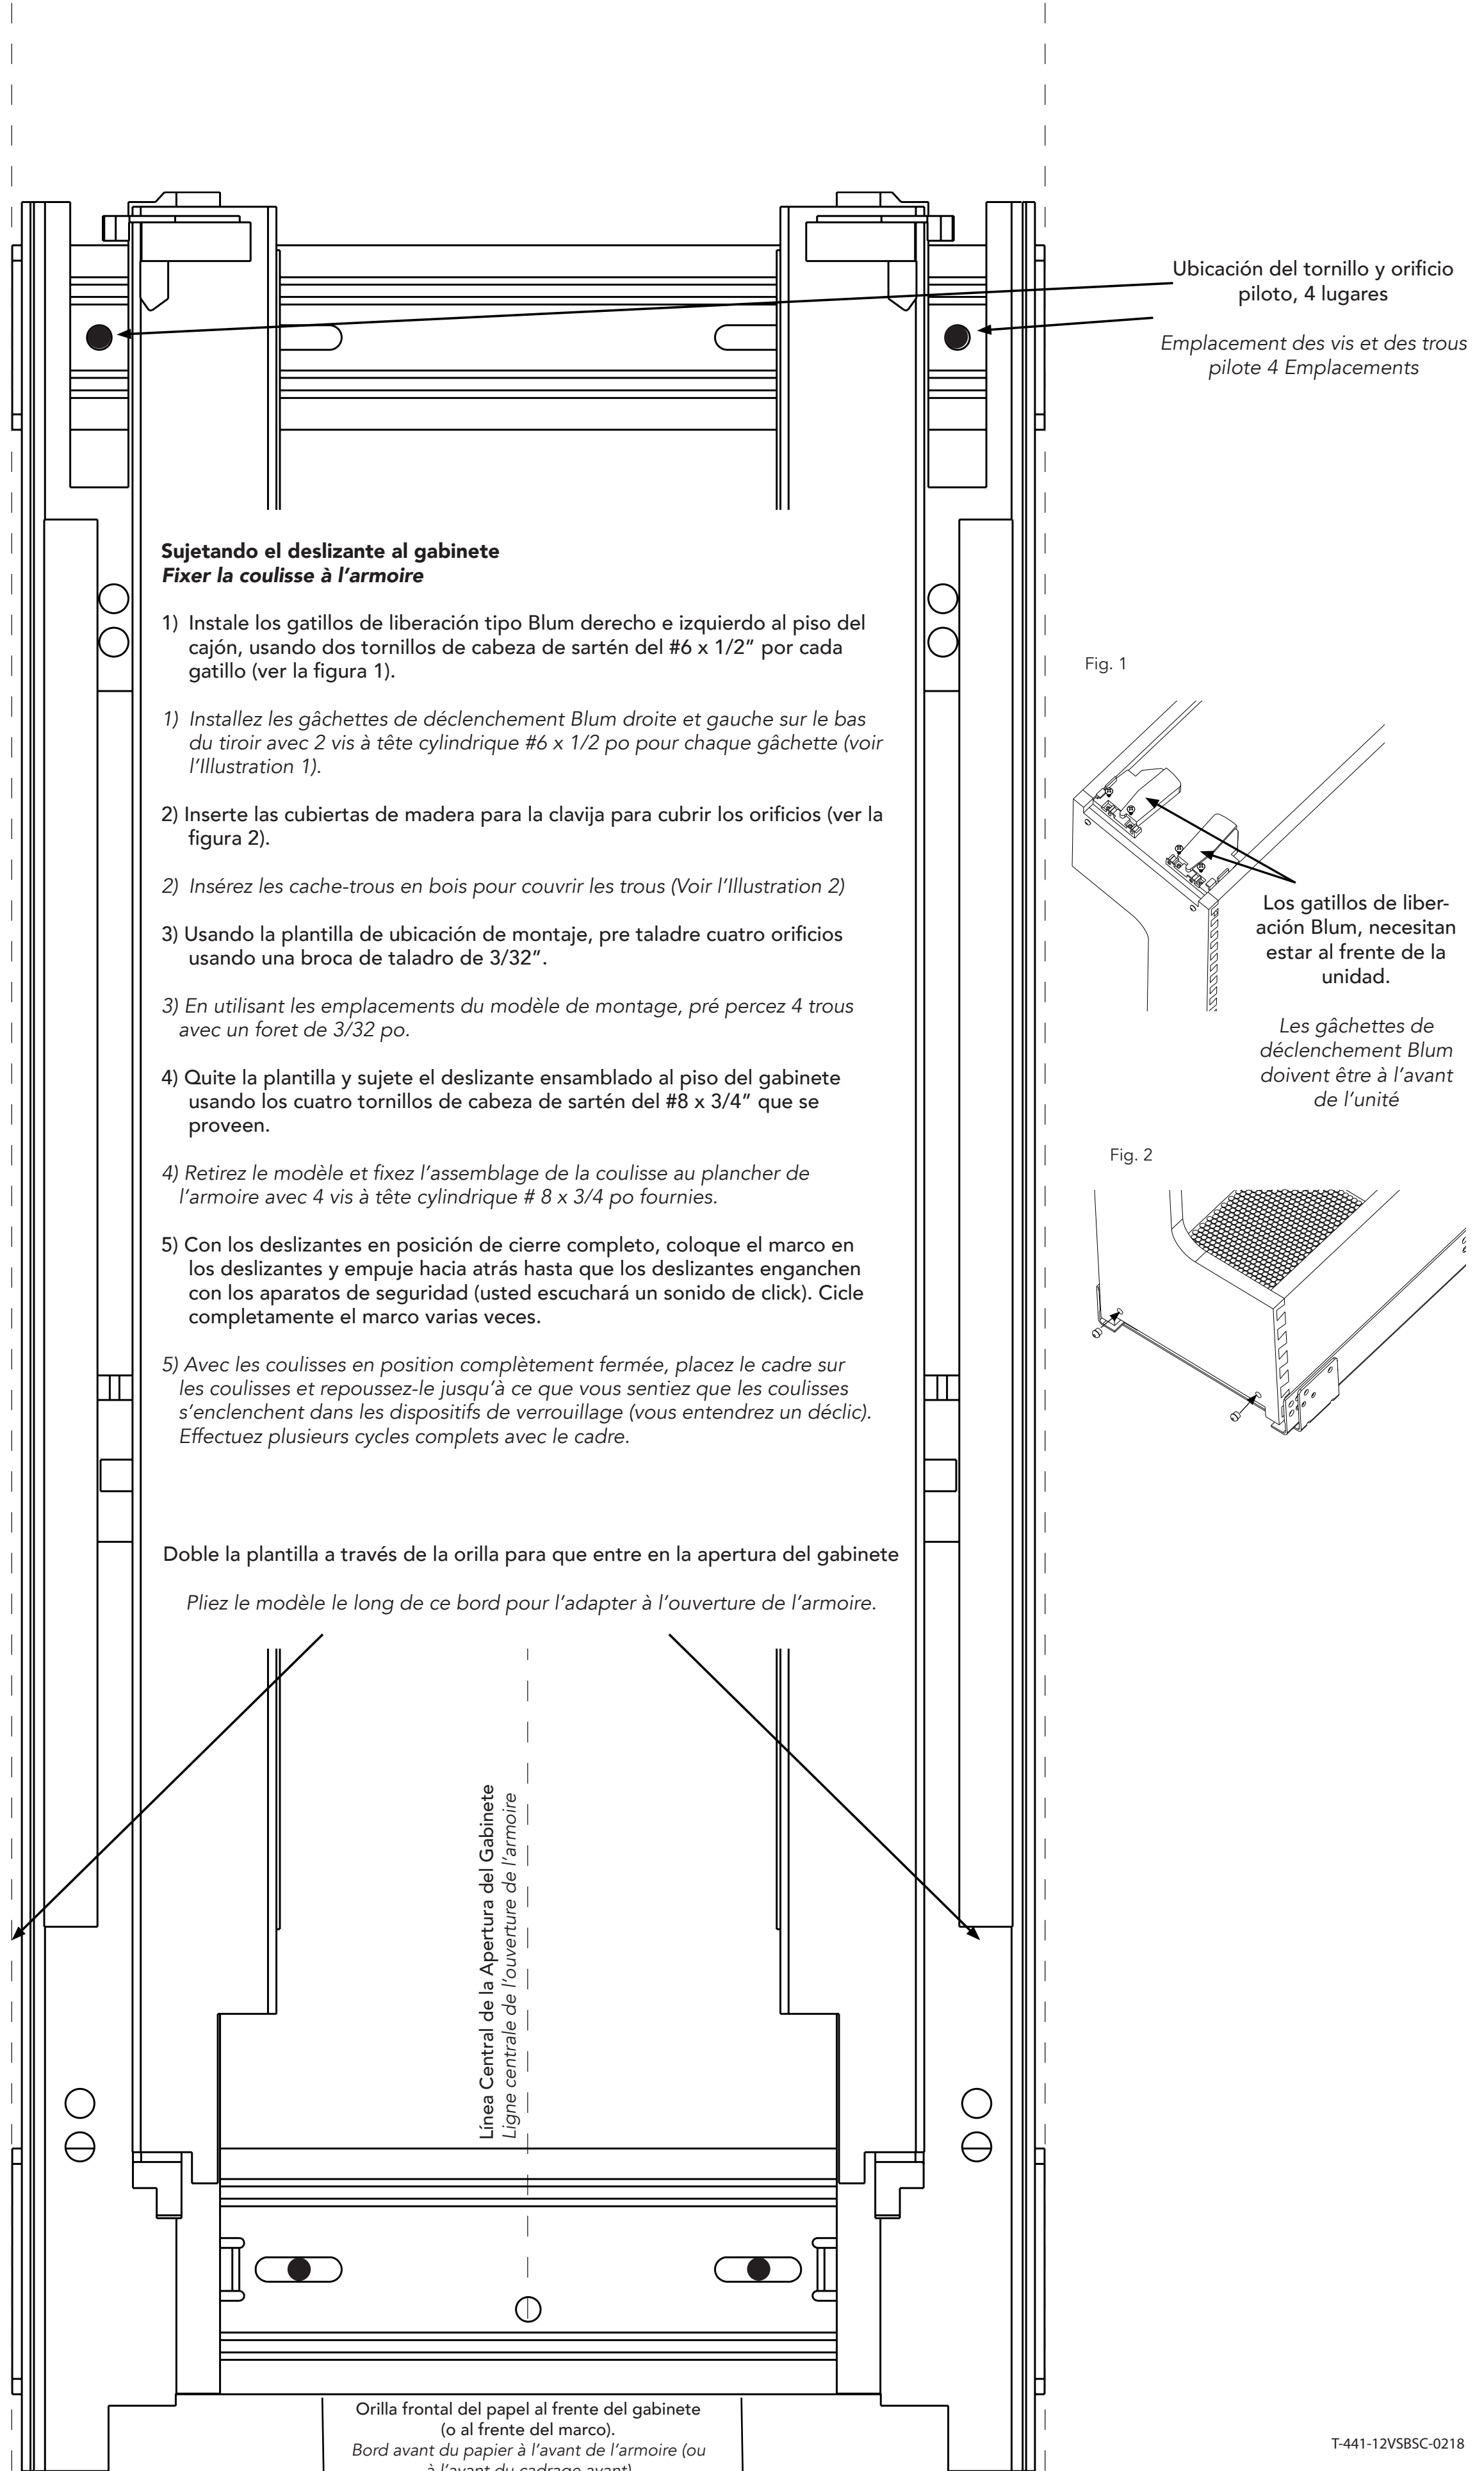 Ubicación del tornillo y orificio
piloto, 4 lugares
Emplacement des vis et des trous
pilote 4 Emplacements
Sujetando el deslizante al gabinete
Fixer la coulisse à l’armoire
1) Instale los gatillos de liberación tipo Blum derecho e izquierdo al piso del
cajón, usando dos tornillos de cabeza de sartén del #6 x 1/2” por cada
gatillo (ver la figura 1).
1) Installez les gâchettes de déclenchement Blum droite et gauche sur le bas
du tiroir avec 2 vis à tête cylindrique #6 x 1/2 po pour chaque gâchette (voir
l’Illustration 1).
2) Inserte las cubiertas de madera para la clavija para cubrir los orificios (ver la
figura 2).
2) Insérez les cache-trous en bois pour couvrir les trous (Voir l’Illustration 2)
3) Usando la plantilla de ubicación de montaje, pre taladre cuatro orificios
usando una broca de taladro de 3/32”.
3) En utilisant les emplacements du modèle de montage, pré percez 4 trous
avec un foret de 3/32 po.
4) Quite la plantilla y sujete el deslizante ensamblado al piso del gabinete
usando los cuatro tornillos de cabeza de sartén del #8 x 3/4” que se
proveen.
4) Retirez le modèle et fixez l’assemblage de la coulisse au plancher de
l’armoire avec 4 vis à tête cylindrique # 8 x 3/4 po fournies.
5) Con los deslizantes en posición de cierre completo, coloque el marco en
los deslizantes y empuje hacia atrás hasta que los deslizantes enganchen
con los aparatos de seguridad (usted escuchará un sonido de click). Cicle
completamente el marco varias veces.
5) Avec les coulisses en position complètement fermée, placez le cadre sur
les coulisses et repoussez-le jusqu’à ce que vous sentiez que les coulisses
s’enclenchent dans les dispositifs de verrouillage (vous entendrez un déclic).
Effectuez plusieurs cycles complets avec le cadre.
Fig. 1
Los gatillos de liber-
ación Blum, necesitan
estar al frente de la
unidad.
Les gâchettes de
déclenchement Blum
doivent être à l’avant
de l’unité
Fig. 2
Doble la plantilla a través de la orilla para que entre en la apertura del gabinete
Pliez le modèle le long de ce bord pour l’adapter à l’ouverture de l’armoire.
Línea Central de la Apertura del Gabinete
Ligne centrale de l’ouverture de l’armoire
Orilla frontal del papel al frente del gabinete
(o al frente del marco).
Bord avant du papier à l’avant de l’armoire (ou
à l’avant du cadrage avant)
T-441-12VSBSC-0218